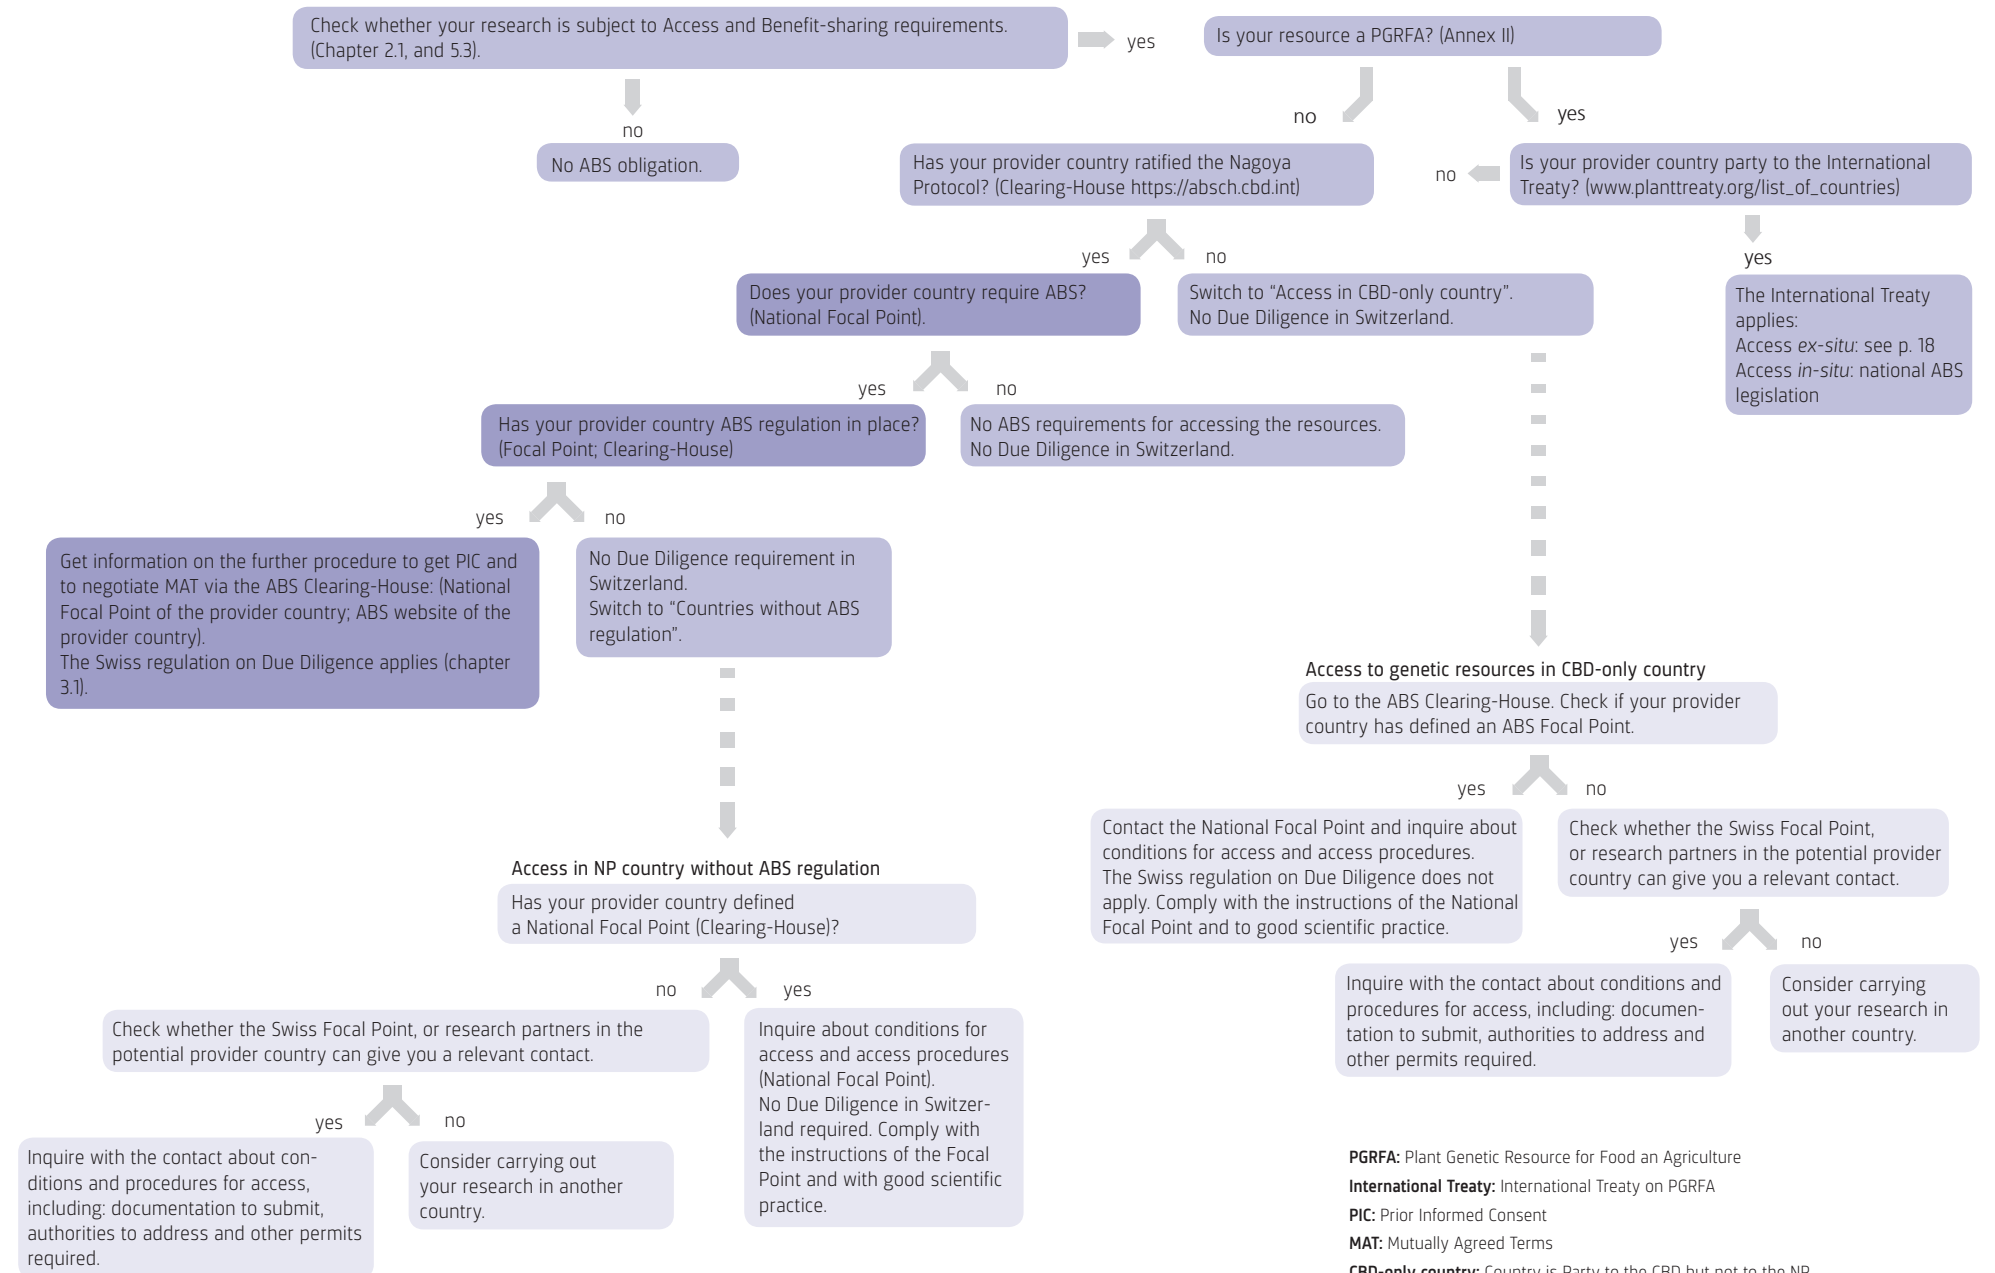 Check whether your research is subject to Access and Benefit-sharing requirements.
(Chapter 2.1, and 5.3).
yes
Is your resource a PGRFA? (Annex II)
no
No ABS obligation.
no
yes
Has your provider country ratified the Nagoya
Protocol? (Clearing-House https://absch.cbd.int)
no
Is your provider country party to the International
Treaty? (www.planttreaty.org/list_of_countries)
yes
The International Treaty
applies:
Access ex-situ: see p. 18
Access in-situ: national ABS
legislation
yes
no
Does your provider country require ABS?
(National Focal Point).
Switch to “Access in CBD-only country”.
No Due Diligence in Switzerland.
yes
no
Has your provider country ABS regulation in place?
(Focal Point; Clearing-House)
No ABS requirements for accessing the resources.
No Due Diligence in Switzerland.
yes
no
Get information on the further procedure to get PIC and
to negotiate MAT via the ABS Clearing-House: (National
Focal Point of the provider country; ABS website of the
provider country).
The Swiss regulation on Due Diligence applies (chapter
3.1).
No Due Diligence requirement in
Switzerland.
Switch to “Countries without ABS
regulation”.
Access to genetic resources in CBD-only country
Go to the ABS Clearing-House. Check if your provider
country has defined an ABS Focal Point.
yes
no
Contact the National Focal Point and inquire about
conditions for access and access procedures.
The Swiss regulation on Due Diligence does not
apply. Comply with the instructions of the National
Focal Point and to good scientific practice.
Check whether the Swiss Focal Point,
or research partners in the potential provider
country can give you a relevant contact.
yes
no
Inquire with the contact about conditions and
procedures for access, including: documen-
tation to submit, authorities to address and
other permits required.
Consider carrying
out your research in
another country.
Access in NP country without ABS regulation
Has your provider country defined
a National Focal Point (Clearing-House)?
no
yes
Check whether the Swiss Focal Point, or research partners in the
potential provider country can give you a relevant contact.
Inquire about conditions for
access and access procedures
(National Focal Point).
No Due Diligence in Switzer-
land required. Comply with
the instructions of the Focal
Point and with good scientific
practice.
yes
no
Inquire with the contact about con-
ditions and procedures for access,
including: documentation to submit,
authorities to address and other permits
required.
Consider carrying out
your research in another
country.
PGRFA: Plant Genetic Resource for Food an Agriculture
International Treaty: International Treaty on PGRFA
PIC: Prior Informed Consent
MAT: Mutually Agreed Terms
CBD-only country: Country is Party to the CBD but not to the NP